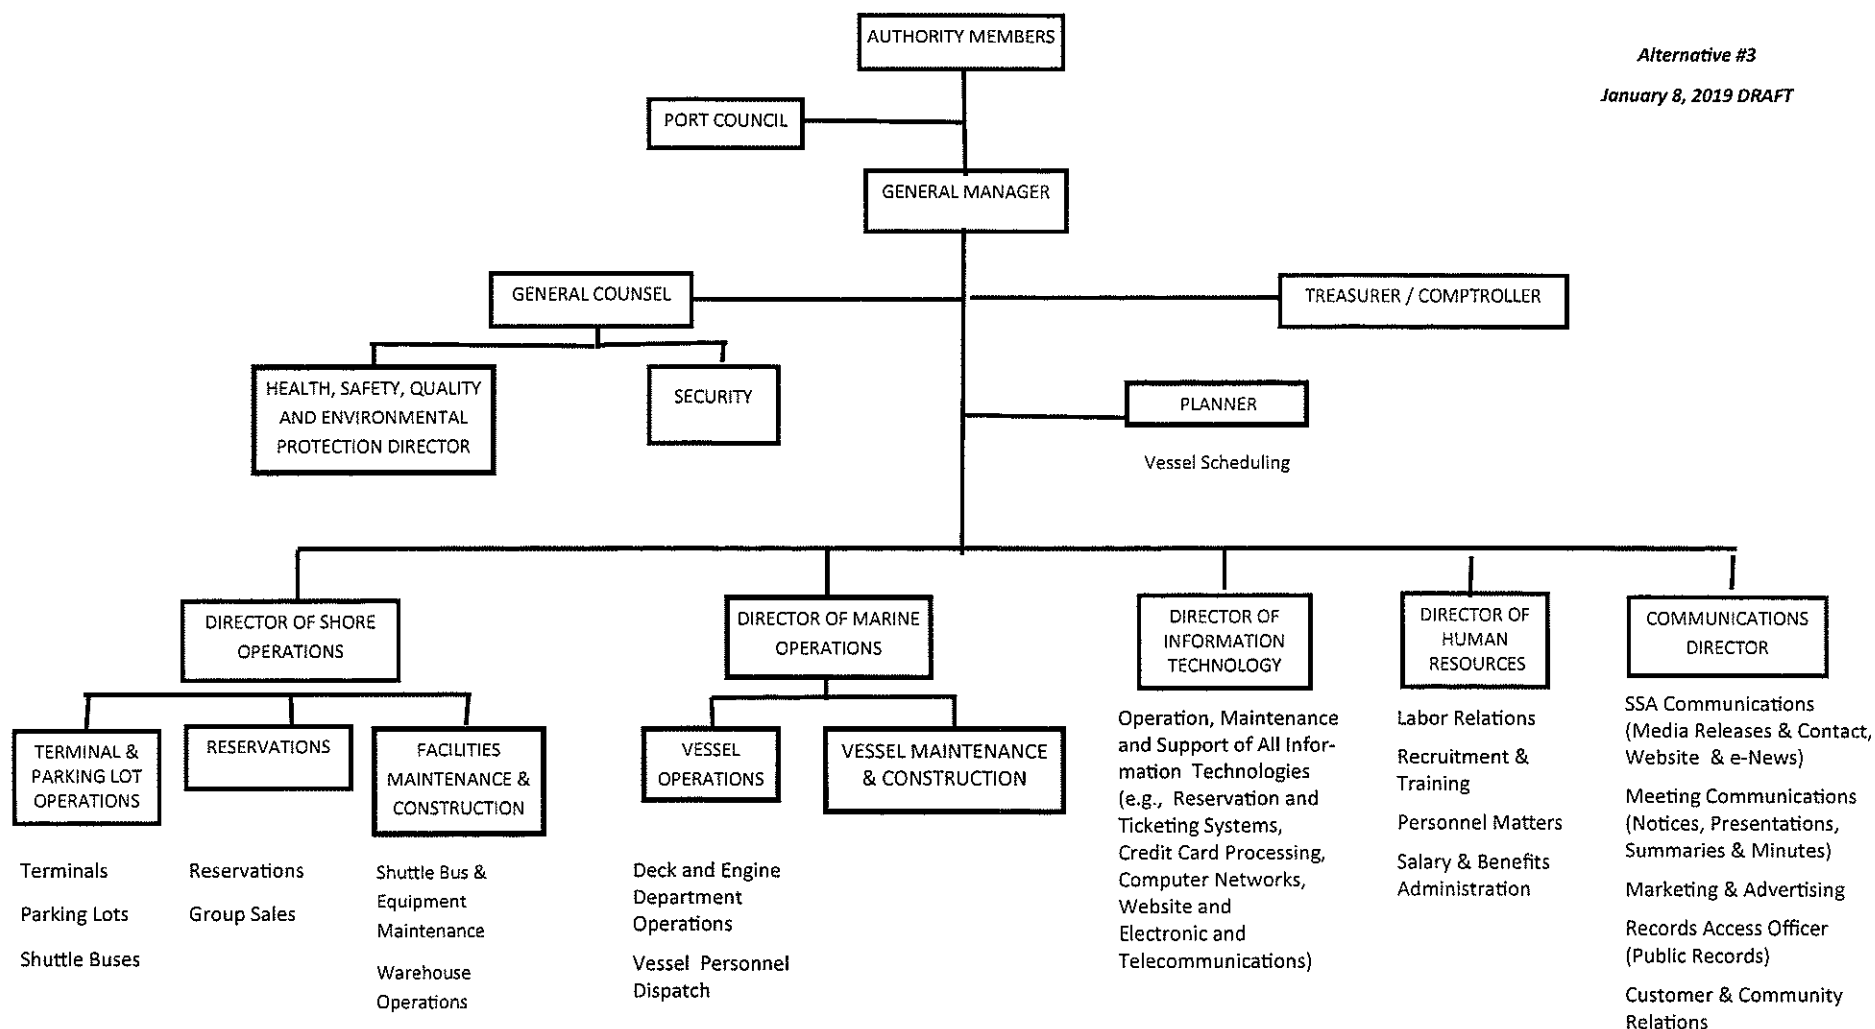 AUTHORITY MEMBERS
Alternative #3
January 8, 2019 DRAFT
PORT COUNCIL
GENERAL MANAGER
GENERAL COUNSEL
TREASURER / COMPTROLLER
HEALTH, SAFETY, QUALITY
AND ENVIRONMENTAL
PROTECTION DIRECTOR
SECURITY
PLANNER
Vessel Scheduling
DIRECTOR OF SHORE
OPERATIONS
DIRECTOR OF MARINE
OPERATIONS
DIRECTOR OF
INFORMATION
TECHNOLOGY
DIRECTOR OF
HUMAN
RESOURCES
COMMUNICATIONS
DIRECTOR
TERMINAL &
PARKING LOT
OPERATIONS
RESERVATIONS
FACILITIES
MAINTENANCE &
CONSTRUCTION
VESSEL
OPERATIONS
VESSEL MAINTENANCE
& CONSTRUCTION
Terminals
Parking Lots
Shuttle Buses
Reservations
Group Sales
Shuttle Bus &
Equipment
Maintenance
Warehouse
Operations
Deck and Engine
Department
Operations
Vessel Personnel
Dispatch
Operation, Maintenance
and Support of All Infor-
mation Technologies
(e.g., Reservation and
Ticketing Systems,
Credit Card Processing,
Computer Networks,
Website and
Electronic and
Telecommunications)
Labor Relations
Recruitment &
Training
Personnel Matters
Salary & Benefits
Administration
SSA Communications
(Media Releases & Contact,
Website & e-News)
Meeting Communications
(Notices, Presentations,
Summaries & Minutes)
Marketing & Advertising
Records Access Officer
(Public Records)
Customer & Community
Relations